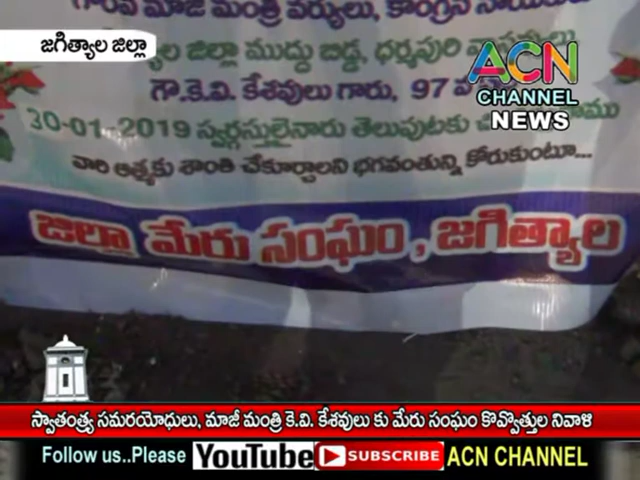 గౌరవ మాజీ మంత్రి వర్యులు, కాంగ్రెస్
జగిత్యాల జిల్లా
జిల్లా ముద్దు బిడ్డ, ధర్మపురి
గౌ.కె.వి. కేశవులు గారు, 97
ACN
CHANNEL
NEWS
30-01-2019 స్వర్గస్తులైనారు తెలుపుటకు
వారి ఆత్మకు శాంతి చేకూర్చాలని భగవంతున్ని కోరుకుంటూ...
జిల్లా మేరు సంఘం, జగిత్యాల
స్వాతంత్ర్య సమరయోధులు, మాజీ మంత్రి కె.వి. కేశవులు కు మేరు సంఘం కొవ్వొత్తుల నివాళి
Follow us..Please YouTube SUBSCRIBE ACN CHANNEL